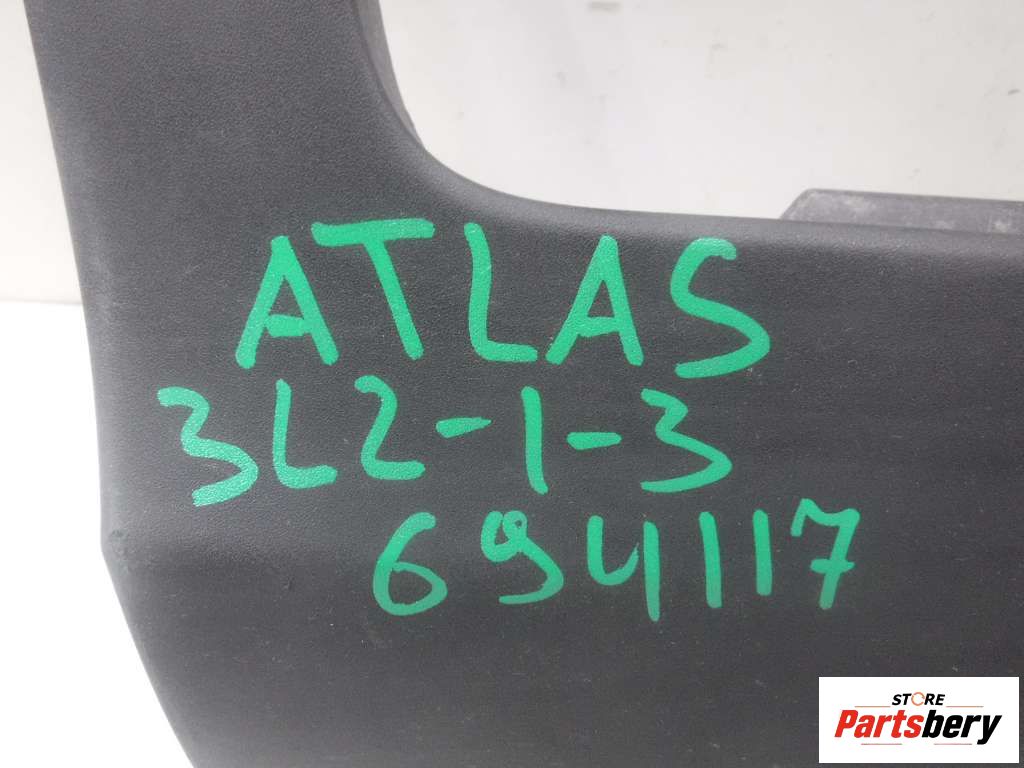 ATLAS
3L2-1-3
694117
STORE
Partsbery